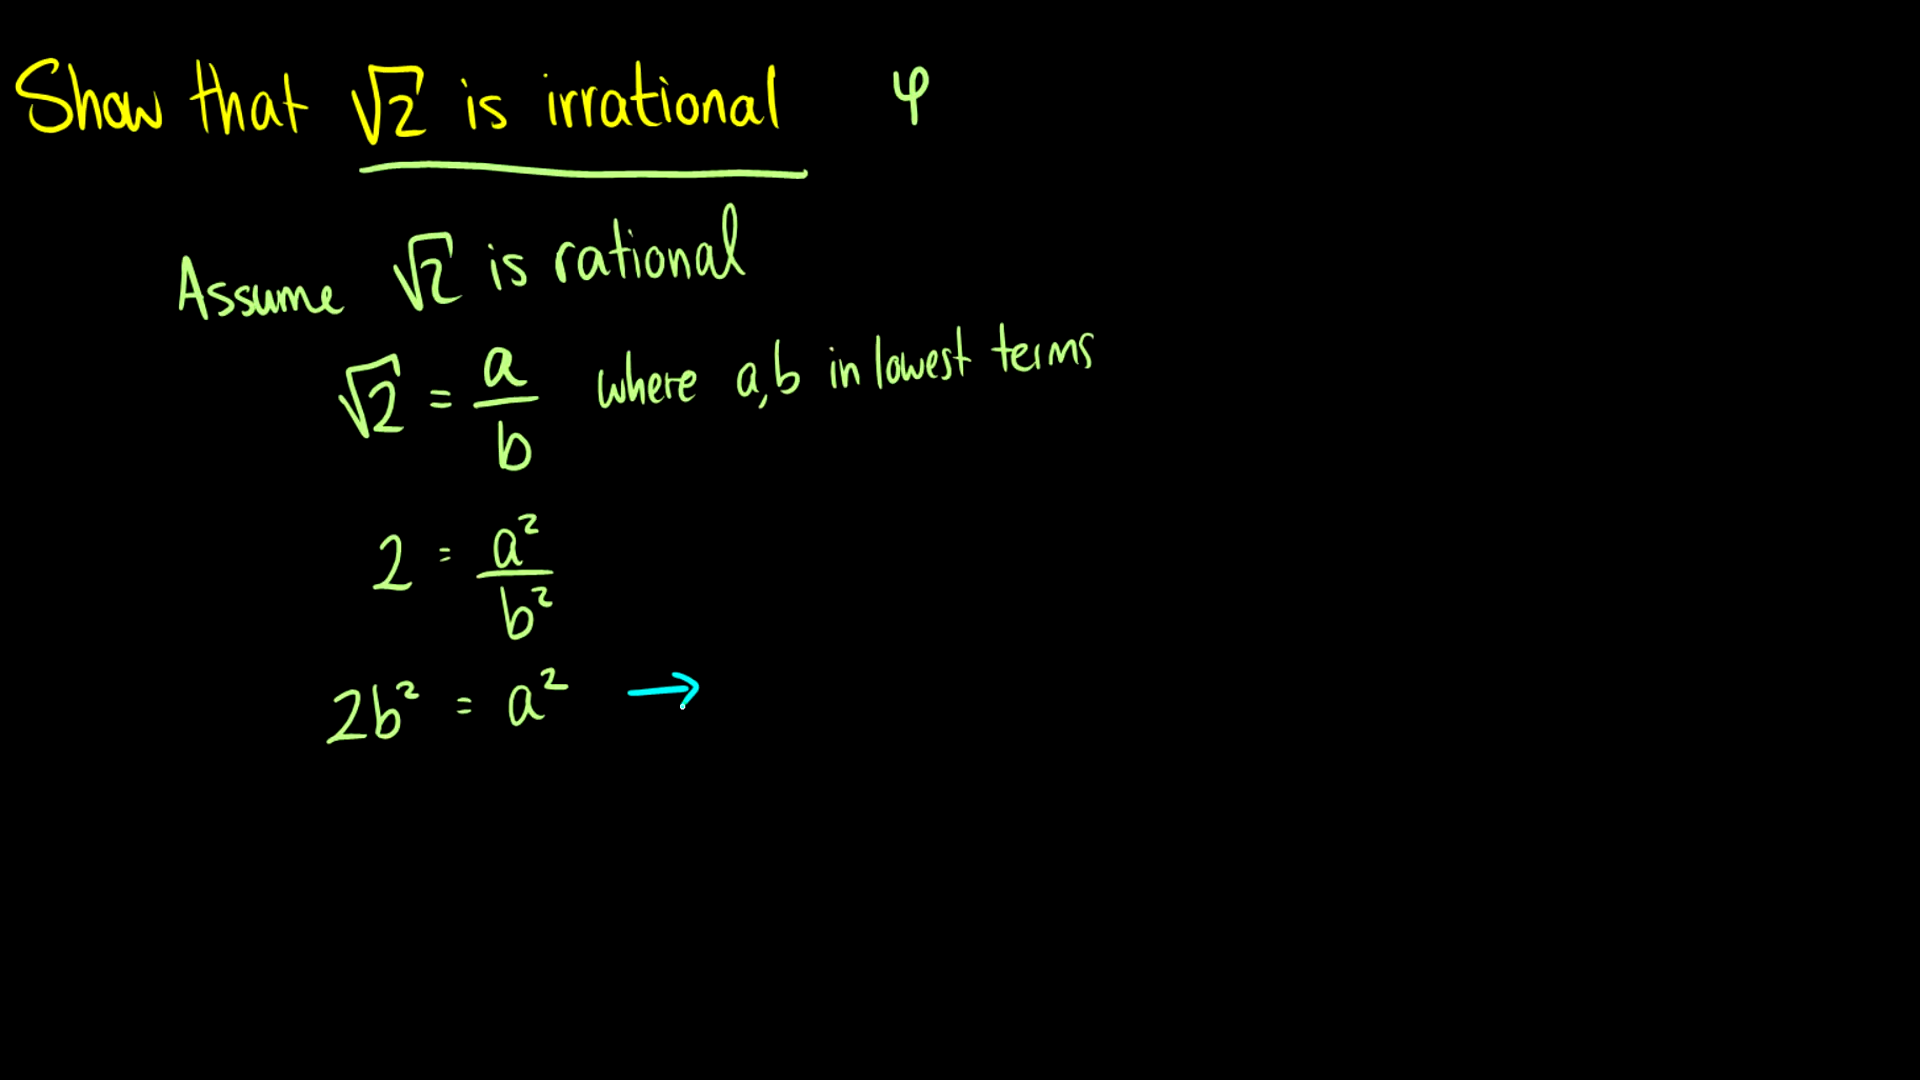 Show that √2 is irrational φ
Assume √2 is rational
√2 = a/b where a,b in lowest terms
2 = a²/b²
2b² = a² →